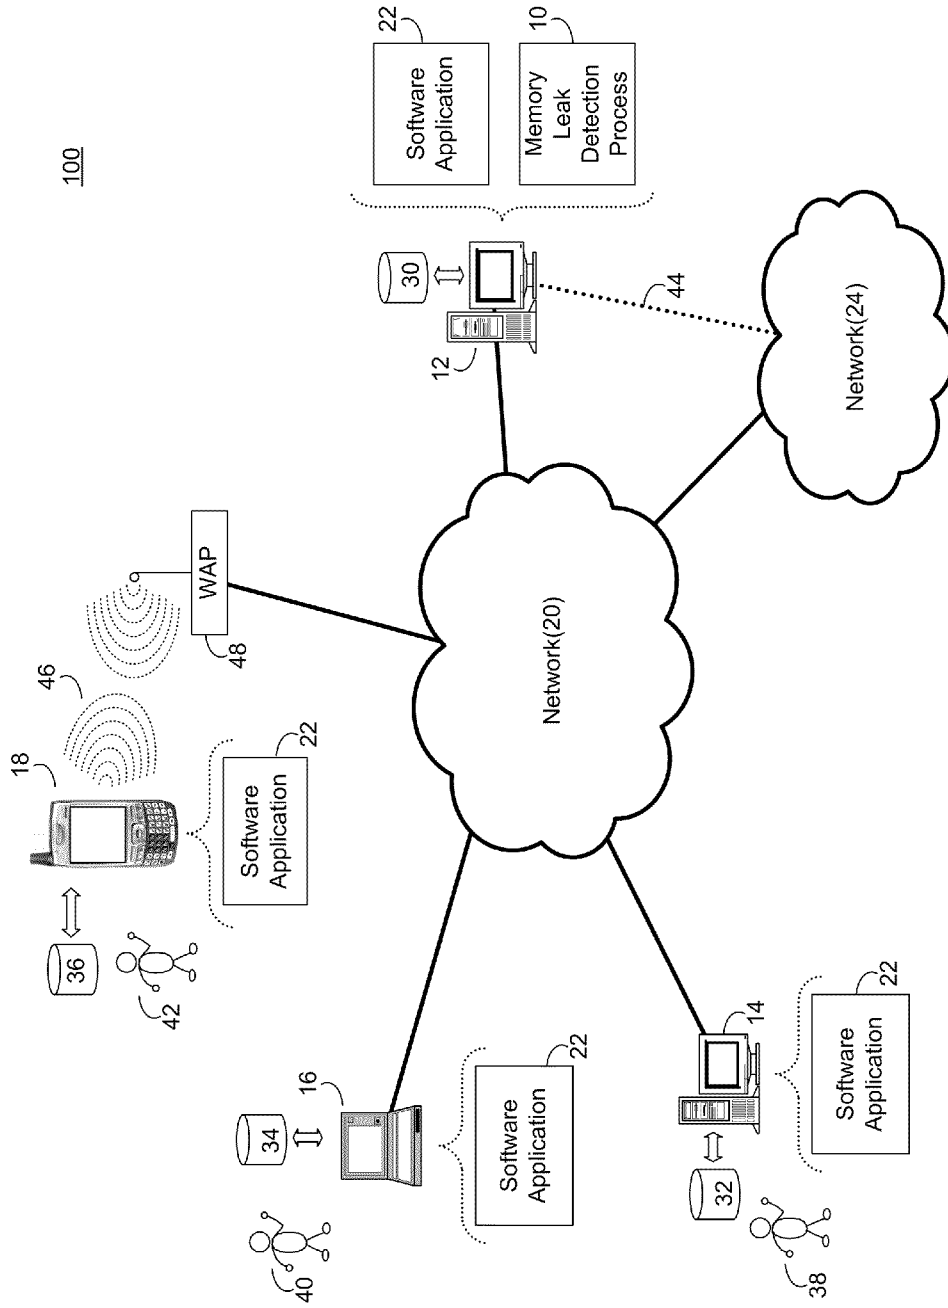 100
18
46
36
42
WAP
48
22
Software
Application
34
16
40
22
Software
Application
30
12
22
Software
Application
10
Memory
Leak
Detection
Process
Network(20)
44
14
32
38
22
Software
Application
Network(24)